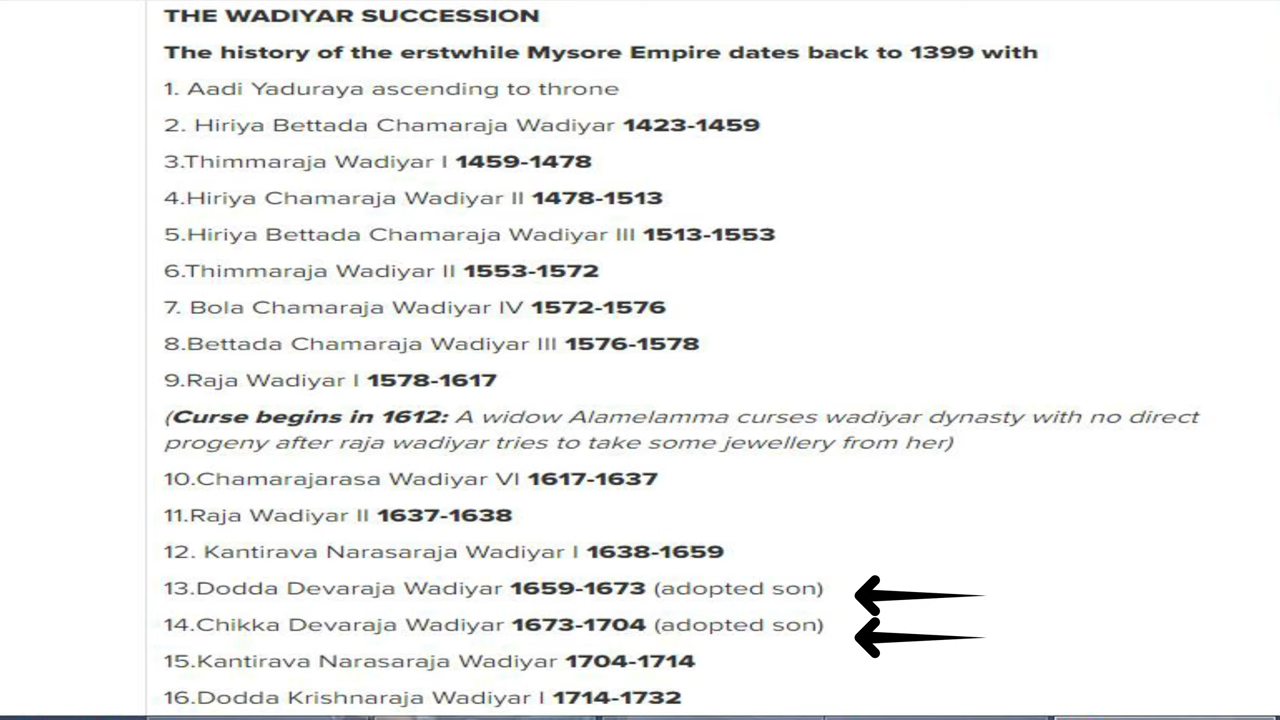 THE WADIYAR SUCCESSION
The history of the erstwhile Mysore Empire dates back to 1399 with
1. Aadi Yaduraya ascending to throne
2. Hiriya Bettada Chamaraja Wadiyar 1423-1459
3.Thimmaraja Wadiyar I 1459-1478
4.Hiriya Chamaraja Wadiyar II 1478-1513
5.Hiriya Bettada Chamaraja Wadiyar III 1513-1553
6.Thimmaraja Wadiyar II 1553-1572
7. Bola Chamaraja Wadiyar IV 1572-1576
8.Bettada Chamaraja Wadiyar III 1576-1578
9.Raja Wadiyar I 1578-1617
(Curse begins in 1612: A widow Alamelamma curses wadiyar dynasty with no direct
progeny after raja wadiyar tries to take some jewellery from her)
10.Chamarajarasa Wadiyar VI 1617-1637
11.Raja Wadiyar II 1637-1638
12. Kantirava Narasaraja Wadiyar I 1638-1659
13.Dodda Devaraja Wadiyar 1659-1673 (adopted son)
14.Chikka Devaraja Wadiyar 1673-1704 (adopted son)
15.Kantirava Narasaraja Wadiyar 1704-1714
16.Dodda Krishnaraja Wadiyar I 1714-1732